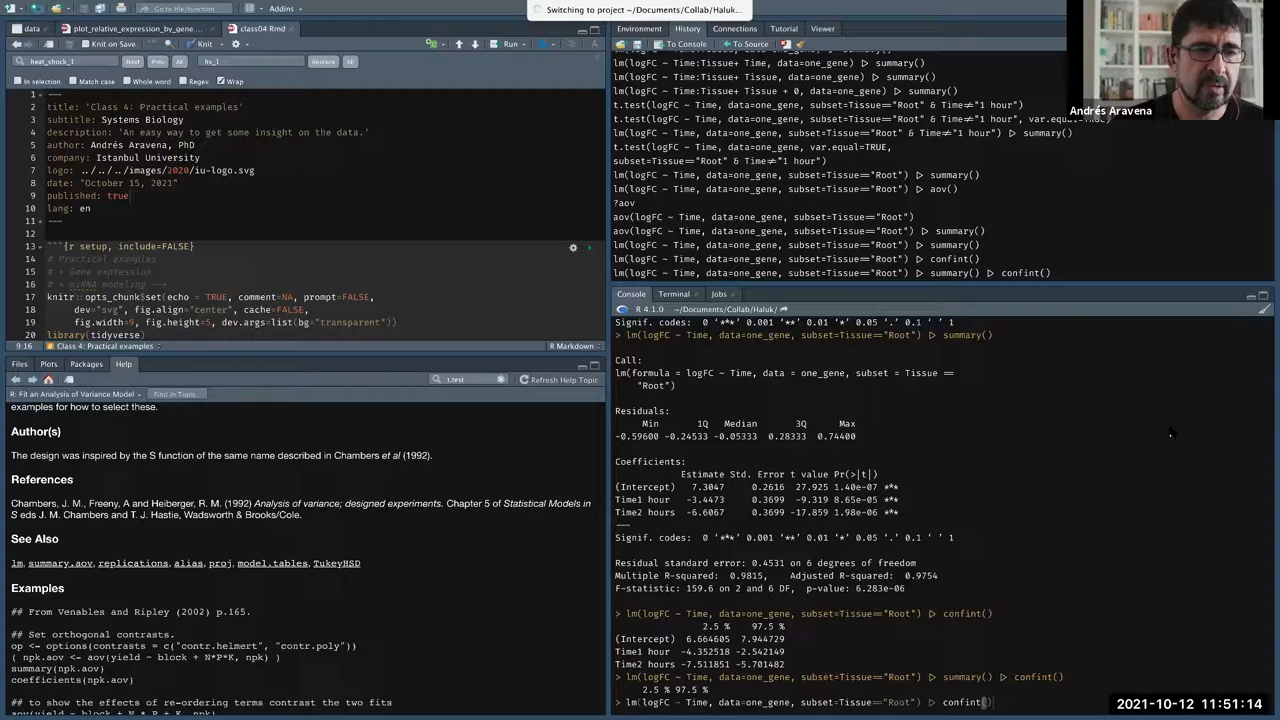 Go to file/function
Addins
Switching to project ~/Documents/Collab/Haluk...
data
plot_relative_expression_by_gene....
class04 Rmd
Knit on Save
Knit
Run
heat_shock_1
Next
Prev
All
hs_1
Replace
All
In selection
Match case
Whole word
Regex
Wrap
1 ---
2 title: 'Class 4: Practical examples'
3 subtitle: Systems Biology
4 description: 'An easy way to get some insight on the data.'
5 author: Andrés Aravena, PhD
6 company: Istanbul University
7 logo: ../../../images/2020/iu-logo.svg
8 date: "October 15, 2021"
9 published: true
10 lang: en
11 ---
12
13 ```{r setup, include=FALSE}
14 # Practical examples
15 # + Gene expression
16 # + miRNA modeling -->
17 knitr::opts_chunk$set(echo = TRUE, comment=NA, prompt=FALSE,
18 dev="svg", fig.align="center", cache=FALSE,
19 fig.width=9, fig.height=5, dev.args=list(bg="transparent"))
20 library(tidyverse)
9:16 Class 4: Practical examples
R Markdown
Files Plots Packages Help
t.test
Refresh Help Topic
R: Fit an Analysis of Variance Model
Find in Topic
examples for how to select these.
Author(s)
The design was inspired by the S function of the same name described in Chambers et al (1992).
References
Chambers, J. M., Freeny, A and Heiberger, R. M. (1992) Analysis of variance; designed experiments. Chapter 5 of Statistical Models in
S eds J. M. Chambers and T. J. Hastie, Wadsworth & Brooks/Cole.
See Also
lm, summary.aov, replications, alias, proj, model.tables, TukeyHSD
Examples
## From Venables and Ripley (2002) p.165.
## Set orthogonal contrasts.
op <- options(contrasts = c("contr.helmert", "contr.poly"))
( npk.aov <- aov(yield ~ block + N*P*K, npk) )
summary(npk.aov)
coefficients(npk.aov)
## to show the effects of re-ordering terms contrast the two fits
aov(yield ~ block + N * P + K, npk)
Environment History Connections Tutorial Viewer
To Console
To Source
lm(logFC ~ Time:Tissue+ Time, data=one_gene) ▷ summary()
lm(logFC ~ Time:Tissue+ Time, data=one_gene) ▷ summary()
lm(logFC ~ Time:Tissue+ Tissue + 0, data=one_gene) ▷ summary()
t.test(logFC ~ Time, data=one_gene, subset=Tissue=="Root" & Time≠"1 hour")
t.test(logFC ~ Time, data=one_gene, subset=Tissue=="Root" & Time≠"1 hour", var.equal=TRUE)
lm(logFC ~ Time, data=one_gene, subset=Tissue=="Root" & Time≠"1 hour") ▷ summary()
t.test(logFC ~ Time, data=one_gene, var.equal=TRUE,
subset=Tissue=="Root" & Time≠"1 hour")
lm(logFC ~ Time, data=one_gene, subset=Tissue=="Root") ▷ summary()
lm(logFC ~ Time, data=one_gene, subset=Tissue=="Root") ▷ aov()
?aov
aov(logFC ~ Time, data=one_gene, subset=Tissue=="Root")
aov(logFC ~ Time, data=one_gene, subset=Tissue=="Root") ▷ summary()
lm(logFC ~ Time, data=one_gene, subset=Tissue=="Root") ▷ summary()
lm(logFC ~ Time, data=one_gene, subset=Tissue=="Root") ▷ confint()
lm(logFC ~ Time, data=one_gene, subset=Tissue=="Root") ▷ summary() ▷ confint()
Andrés Aravena
Console Terminal Jobs
R 4.1.0 · ~/Documents/Collab/Haluk/
Signif. codes: 0 ‘***’ 0.001 ‘**’ 0.01 ‘*’ 0.05 ‘.’ 0.1 ‘ ’ 1
> lm(logFC ~ Time, data=one_gene, subset=Tissue=="Root") ▷ summary()
Call:
lm(formula = logFC ~ Time, data = one_gene, subset = Tissue ==
"Root")
Residuals:
Min 1Q Median 3Q Max
-0.59600 -0.24533 -0.05333 0.28333 0.74400
Coefficients:
Estimate Std. Error t value Pr(>|t|)
(Intercept) 7.3047 0.2616 27.925 1.40e-07 ***
Time1 hour -3.4473 0.3699 -9.319 8.65e-05 ***
Time2 hours -6.6067 0.3699 -17.859 1.98e-06 ***
---
Signif. codes: 0 ‘***’ 0.001 ‘**’ 0.01 ‘*’ 0.05 ‘.’ 0.1 ‘ ’ 1
Residual standard error: 0.4531 on 6 degrees of freedom
Multiple R-squared: 0.9815, Adjusted R-squared: 0.9754
F-statistic: 159.6 on 2 and 6 DF, p-value: 6.283e-06
> lm(logFC ~ Time, data=one_gene, subset=Tissue=="Root") ▷ confint()
2.5 % 97.5 %
(Intercept) 6.664605 7.944729
Time1 hour -4.352518 -2.542149
Time2 hours -7.511851 -5.701482
> lm(logFC ~ Time, data=one_gene, subset=Tissue=="Root") ▷ summary() ▷ confint()
2.5 % 97.5 %
> lm(logFC ~ Time, data=one_gene, subset=Tissue=="Root") ▷ confint()
2021-10-12 11:51:14